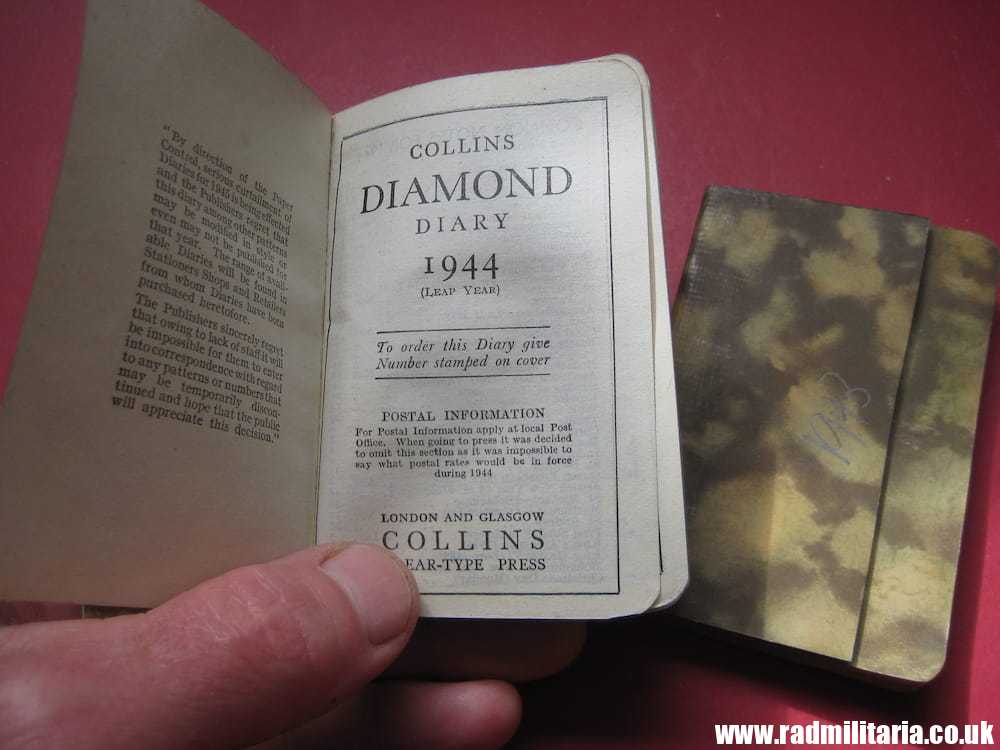 "By direction of the Paper
Control, serious curtailment of
Diaries for 1945 is being effected
and the Publishers regret that
this diary among other patterns
may be modified in style or
even may not be published for
that year. The range of avail-
able Diaries will be found in
Stationers Shops and Retailers
from whom Diaries have been
purchased heretofore.
The Publishers sincerely regret
that owing to lack of staff it will
be impossible for them to enter
into correspondence with regard
to any patterns or numbers that
may be temporarily discon-
tinued and hope that the public
will appreciate this decision."
COLLINS
DIAMOND
DIARY
1944
(LEAP YEAR)
To order this Diary give
Number stamped on cover
POSTAL INFORMATION
For Postal Information apply at local Post
Office. When going to press it was decided
to omit this section as it was impossible to
say what postal rates would be in force
during 1944
LONDON AND GLASGOW
COLLINS
EAR-TYPE PRESS
www.radmilitaria.co.uk